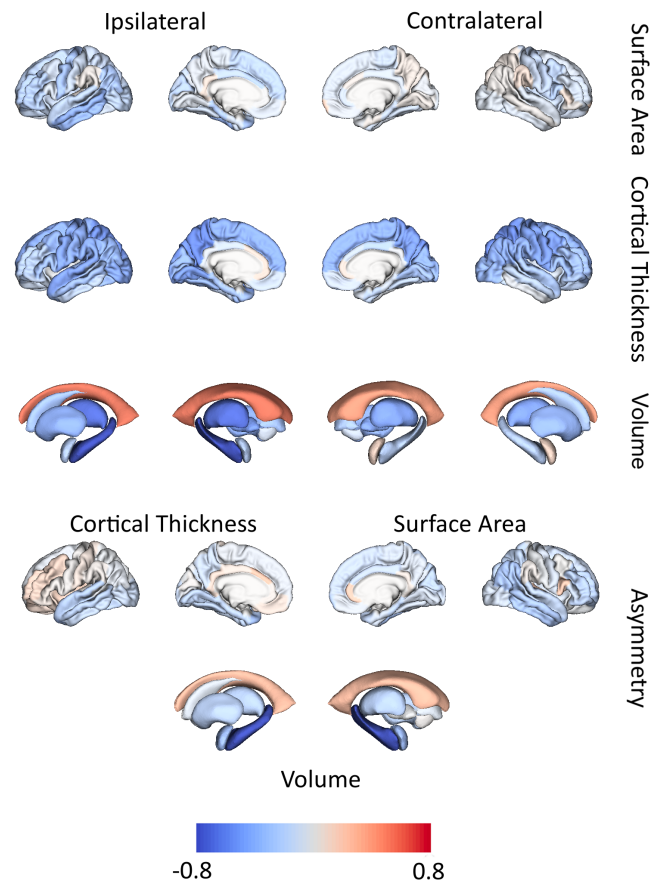 Ipsilateral
Contralateral
Surface Area
Cortical Thickness
Volume
Cortical Thickness
Surface Area
Asymmetry
Volume
-0.8
0.8